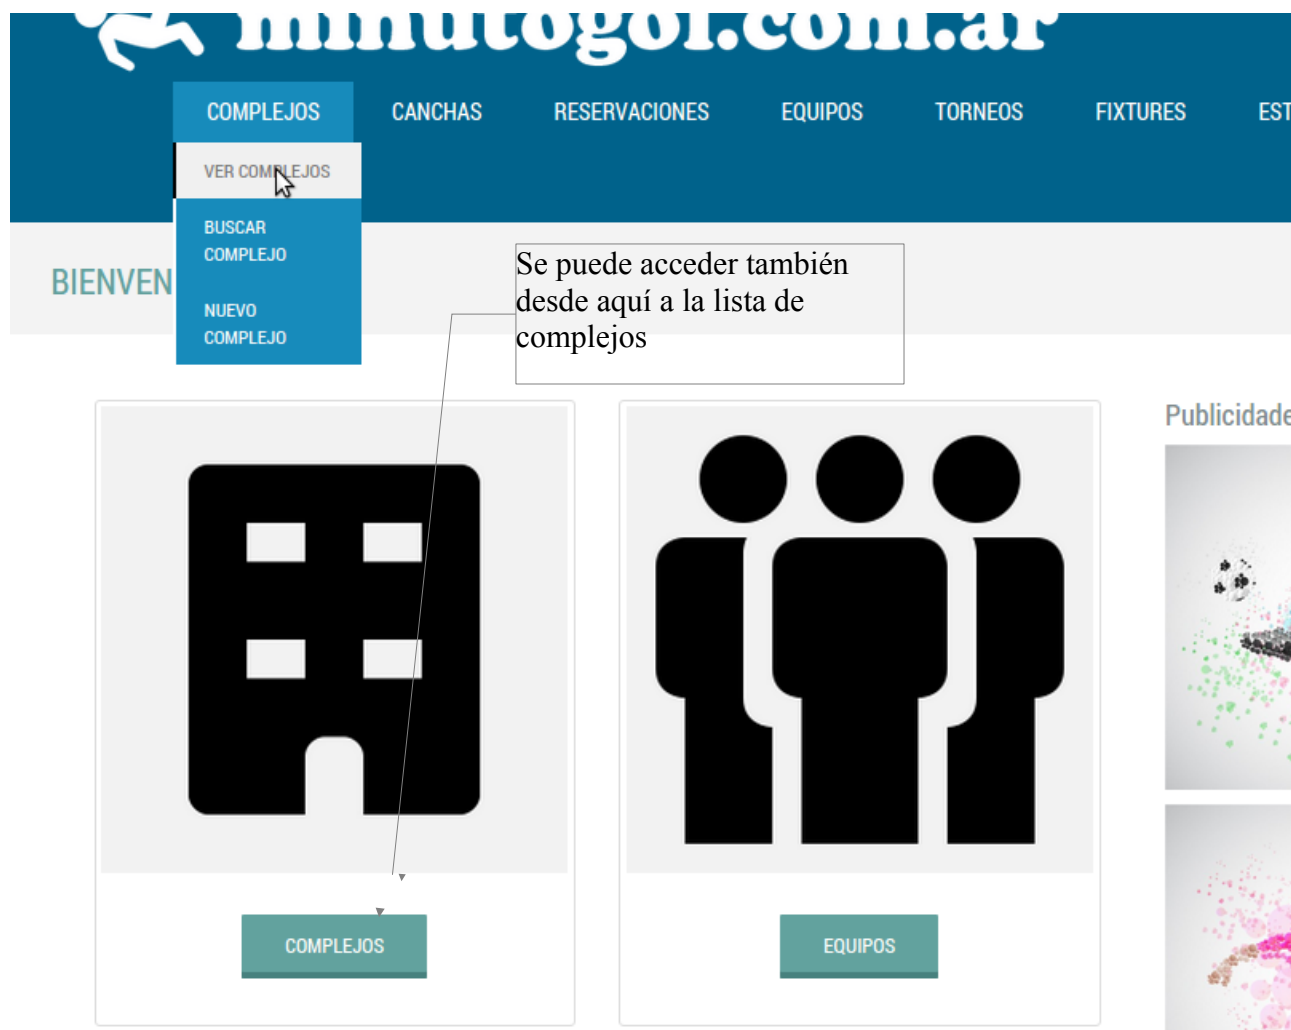 minutogol.com.ar
COMPLEJOS CANCHAS RESERVACIONES EQUIPOS TORNEOS FIXTURES EST
VER COMPLEJOS
BUSCAR
COMPLEJO
NUEVO
COMPLEJO
BIENVEN
Se puede acceder también
desde aquí a la lista de
complejos
Publicidade
COMPLEJOS
EQUIPOS